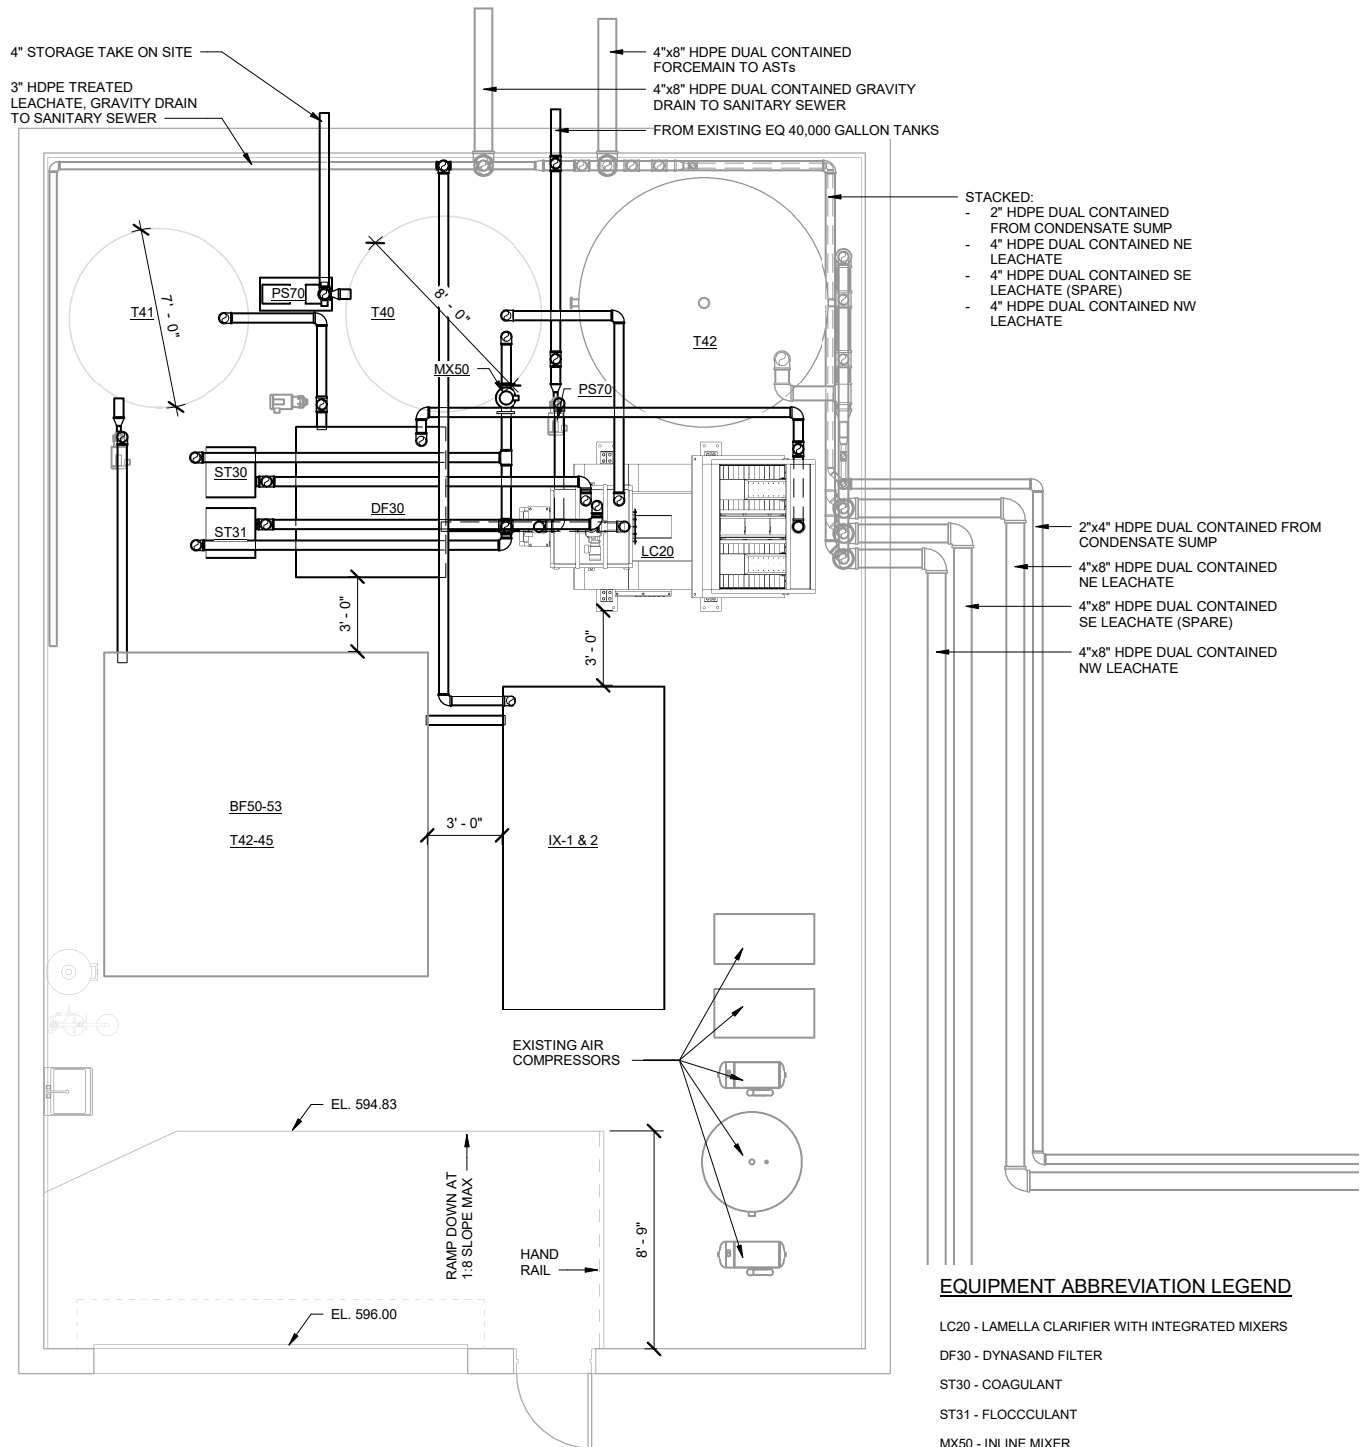 4" STORAGE TAKE ON SITE
3" HDPE TREATED
LEACHATE, GRAVITY DRAIN
TO SANITARY SEWER
4"x8" HDPE DUAL CONTAINED
FORCEMAIN TO ASTs
4"x8" HDPE DUAL CONTAINED GRAVITY
DRAIN TO SANITARY SEWER
FROM EXISTING EQ 40,000 GALLON TANKS
STACKED:
- 2" HDPE DUAL CONTAINED
FROM CONDENSATE SUMP
- 4" HDPE DUAL CONTAINED NE
LEACHATE
- 4" HDPE DUAL CONTAINED SE
LEACHATE (SPARE)
- 4" HDPE DUAL CONTAINED NW
LEACHATE
T41
7' - 0"
PS70
T40
8' - 0"
T42
MX50
PS70
ST30
DF30
ST31
LC20
3' - 0"
3' - 0"
2"x4" HDPE DUAL CONTAINED FROM
CONDENSATE SUMP
4"x8" HDPE DUAL CONTAINED
NE LEACHATE
4"x8" HDPE DUAL CONTAINED
SE LEACHATE (SPARE)
4"x8" HDPE DUAL CONTAINED
NW LEACHATE
BF50-53
T42-45
3' - 0"
IX-1 & 2
EXISTING AIR
COMPRESSORS
EL. 594.83
RAMP DOWN AT
1:8 SLOPE MAX
HAND
RAIL
8' - 9"
EL. 596.00
EQUIPMENT ABBREVIATION LEGEND
LC20 - LAMELLA CLARIFIER WITH INTEGRATED MIXERS
DF30 - DYNASAND FILTER
ST30 - COAGULANT
ST31 - FLOCCCULANT
MX50 - INLINE MIXER